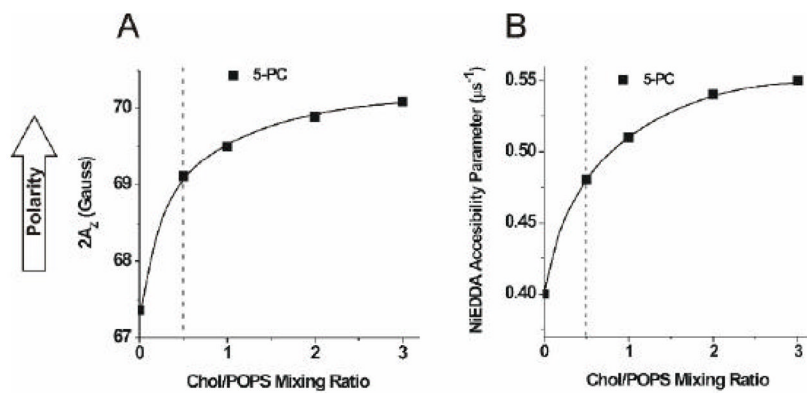 A
B
5-PC
5-PC
70
69
68
67
0
1
2
3
2A_Z (Gauss)
Polarity
Chol/POPS Mixing Ratio
0.55
0.50
0.45
0.40
0
1
2
3
NiEDDA Accesibility Parameter (μs⁻¹)
Chol/POPS Mixing Ratio